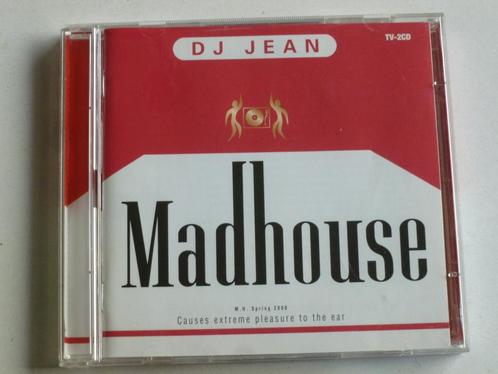 DJ JEAN
TV-2CD
Madhouse
M.H. Spring 2000
Causes extreme pleasure to the ear